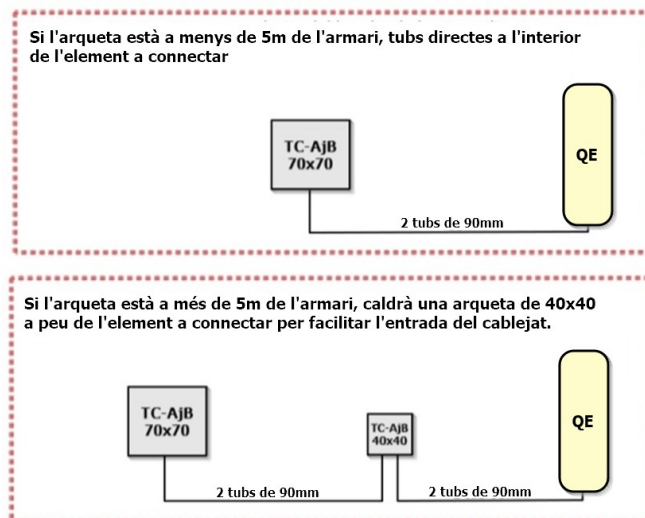 Si l'arqueta està a menys de 5m de l'armari, tubs directes a l'interior
de l'element a connectar
TC-AjB
70x70
QE
2 tubs de 90mm
Si l'arqueta està a més de 5m de l'armari, caldrà una arqueta de 40x40
a peu de l'element a connectar per facilitar l'entrada del cablejat.
TC-AjB
70x70
TC-AjB
40x40
QE
2 tubs de 90mm
2 tubs de 90mm